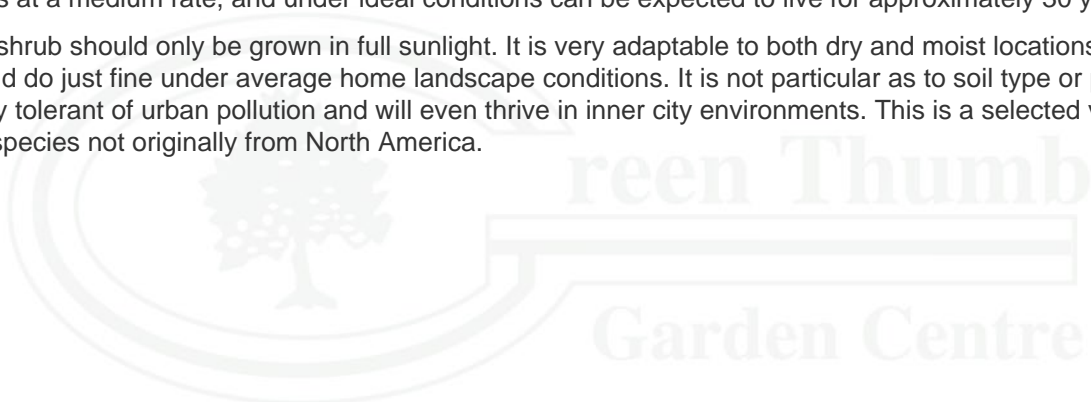 at a medium rate, and under ideal conditions can be expected to live for approximately 30
shrub should only be grown in full sunlight. It is very adaptable to both dry and moist locations
do just fine under average home landscape conditions. It is not particular as to soil type or
tolerant of urban pollution and will even thrive in inner city environments. This is a selected
species not originally from North America.
reen Thumb
Garden Centre